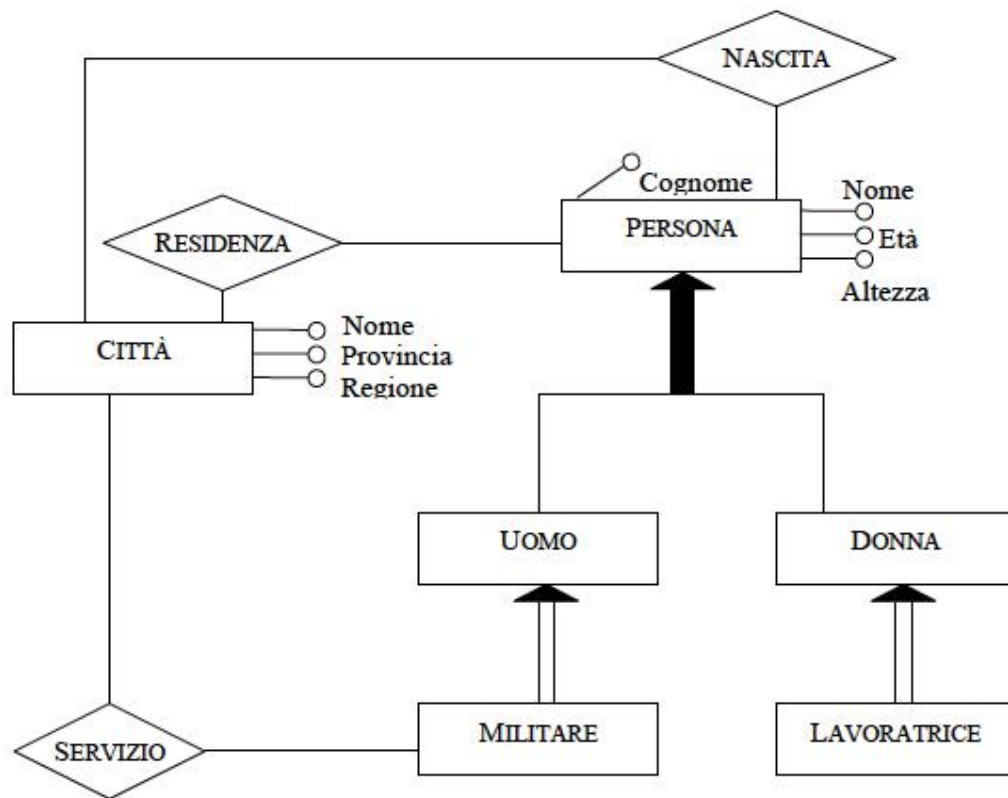 NASCITA
Cognome
Nome
PERSONA
Età
RESIDENZA
Altezza
Nome
CITTÀ
Provincia
Regione
UOMO
DONNA
MILITARE
LAVORATRICE
SERVIZIO